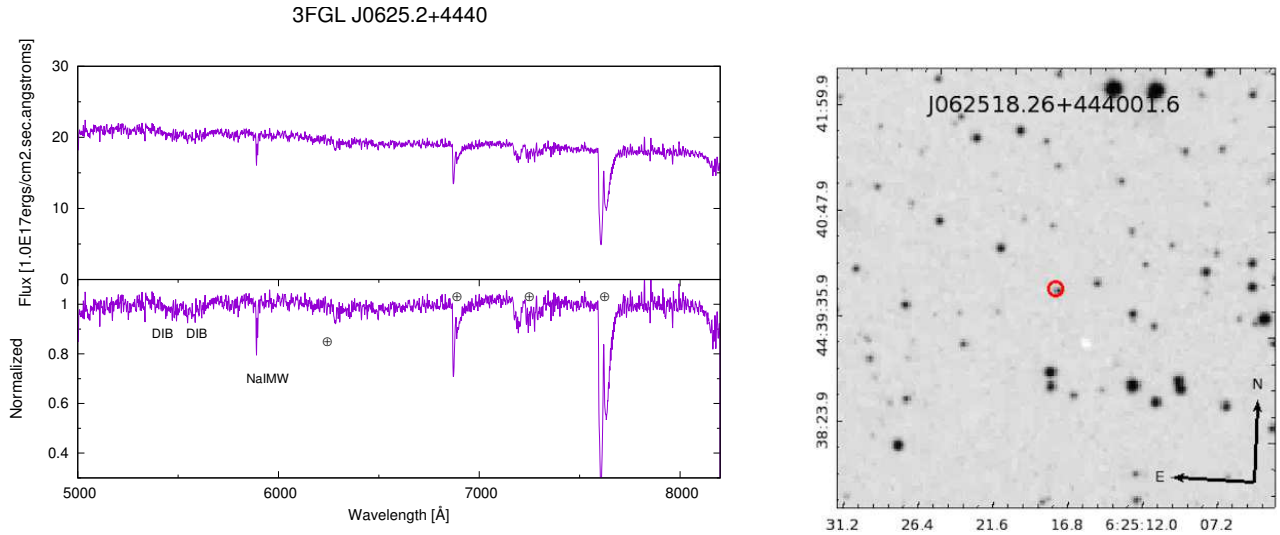 3FGL J0625.2+4440
Flux [1.0E17ergs/cm2.sec.angstroms]
30
20
10
0
Normalized
1
0.8
0.6
0.4
DIB
DIB
NaIMW
⊕
⊕
⊕
⊕
5000
6000
7000
8000
Wavelength [Å]
J062518.26+444001.6
41:59.9
40:47.9
44:39:35.9
38:23.9
N
E
31.2
26.4
21.6
16.8
6:25:12.0
07.2